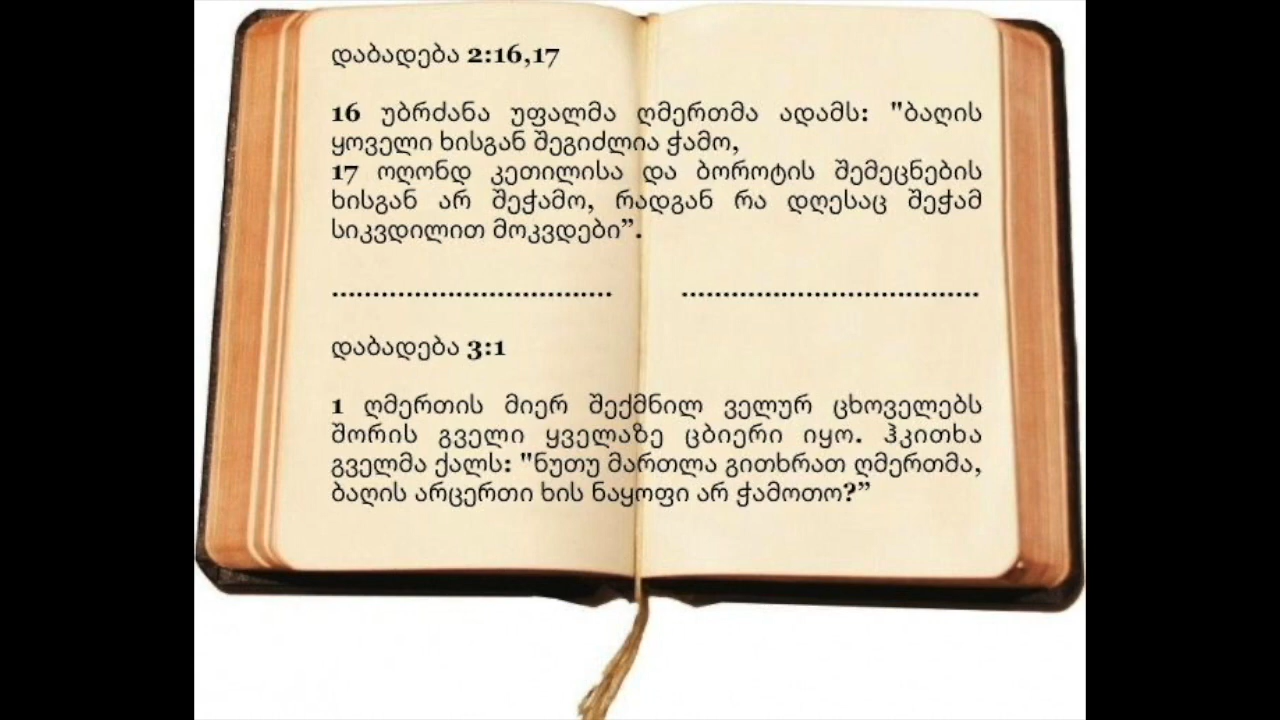 დაბადება 2:16,17
16 უბრძანა უფალმა ღმერთმა ადამს: "ბაღის
ყოველი ხისგან შეგიძლია ჭამო,
17 ოღონდ კეთილისა და ბოროტის შემეცნების
ხისგან არ შეჭამო, რადგან რა დღესაც შეჭამ
სიკვდილით მოკვდები”.
.................................. ....................................
დაბადება 3:1
1 ღმერთის მიერ შექმნილ ველურ ცხოველებს
შორის გველი ყველაზე ცბიერი იყო. ჰკითხა
გველმა ქალს: "ნუთუ მართლა გითხრათ ღმერთმა,
ბაღის არცერთი ხის ნაყოფი არ ჭამოთო?”